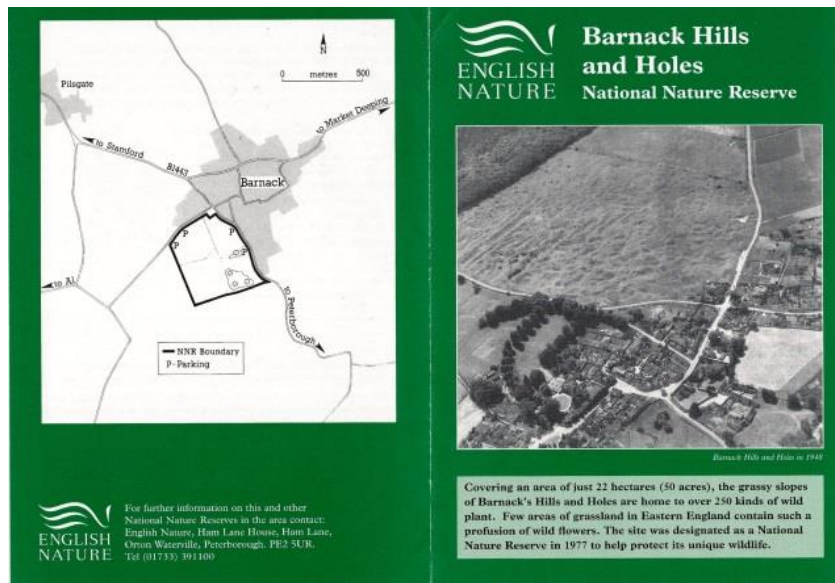 N
0 metres 500
Pilsgate
to Market Deeping
to Stamford
B1443
Barnack
P
P
P
P
to A1
to Peterborough
NNR Boundary
P-Parking
ENGLISH
NATURE
For further information on this and other
National Nature Reserves in the area contact:
English Nature, Ham Lane House, Ham Lane,
Orton Waterville, Peterborough. PE2 5UR.
Tel (01733) 391100
ENGLISH
NATURE
Barnack Hills
and Holes
National Nature Reserve
Barnack Hills and Holes in 1948
Covering an area of just 22 hectares (50 acres), the grassy slopes
of Barnack's Hills and Holes are home to over 250 kinds of wild
plant. Few areas of grassland in Eastern England contain such a
profusion of wild flowers. The site was designated as a National
Nature Reserve in 1977 to help protect its unique wildlife.